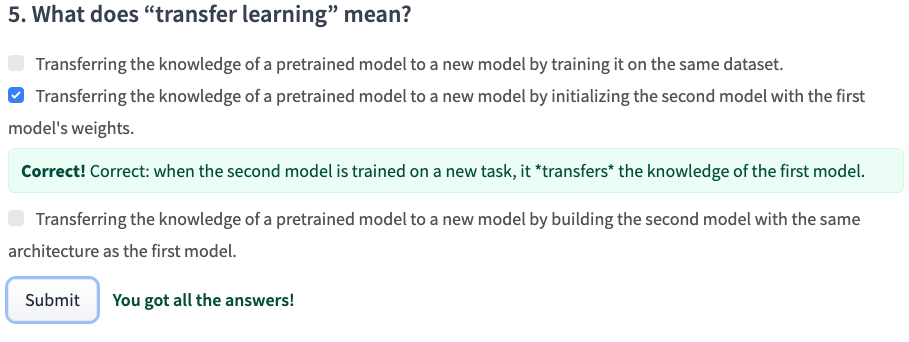 5. What does “transfer learning” mean?
Transferring the knowledge of a pretrained model to a new model by training it on the same dataset.
Transferring the knowledge of a pretrained model to a new model by initializing the second model with the first
model's weights.
Correct! Correct: when the second model is trained on a new task, it *transfers* the knowledge of the first model.
Transferring the knowledge of a pretrained model to a new model by building the second model with the same
architecture as the first model.
Submit You got all the answers!